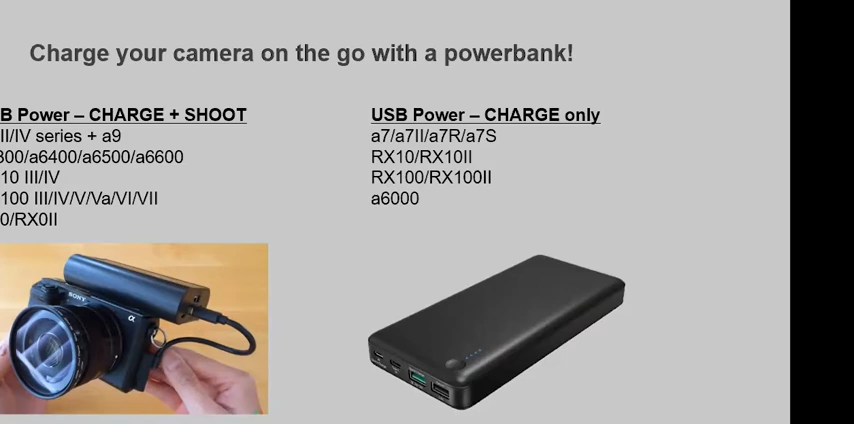 Charge your camera on the go with a powerbank!
B Power – CHARGE + SHOOT
II/IV series + a9
300/a6400/a6500/a6600
10 III/IV
100 III/IV/V/Va/VI/VII
0/RX0II
USB Power – CHARGE only
a7/a7II/a7R/a7S
RX10/RX10II
RX100/RX100II
a6000
SONY
α